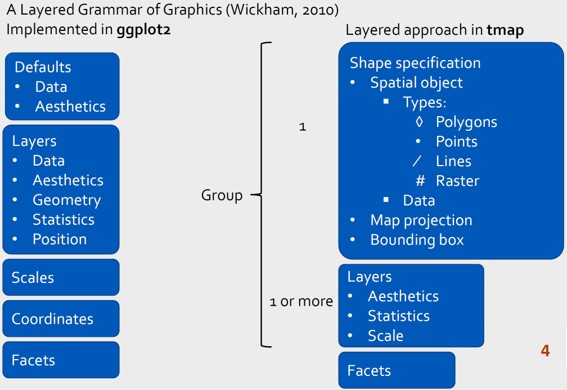 A Layered Grammar of Graphics (Wickham, 2010)
Implemented in ggplot2
Defaults
• Data
• Aesthetics
Layers
• Data
• Aesthetics
• Geometry
• Statistics
• Position
Scales
Coordinates
Facets
Group
1
1 or more
Layered approach in tmap
Shape specification
• Spatial object
▪ Types:
◊ Polygons
• Points
/ Lines
# Raster
▪ Data
• Map projection
• Bounding box
Layers
• Aesthetics
• Statistics
• Scale
Facets
4